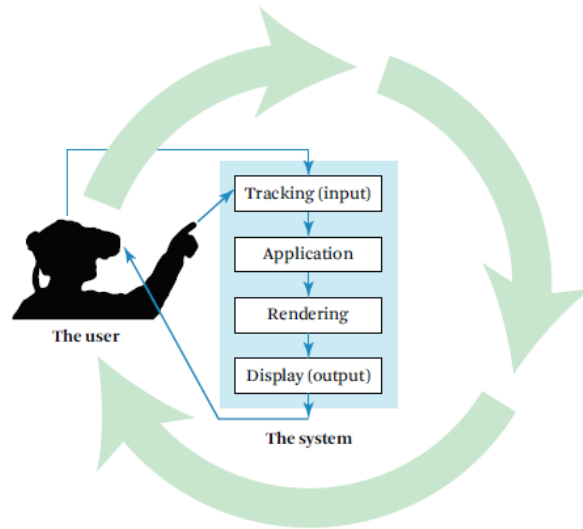 Tracking (input)
Application
Rendering
The user
Display (output)
The system